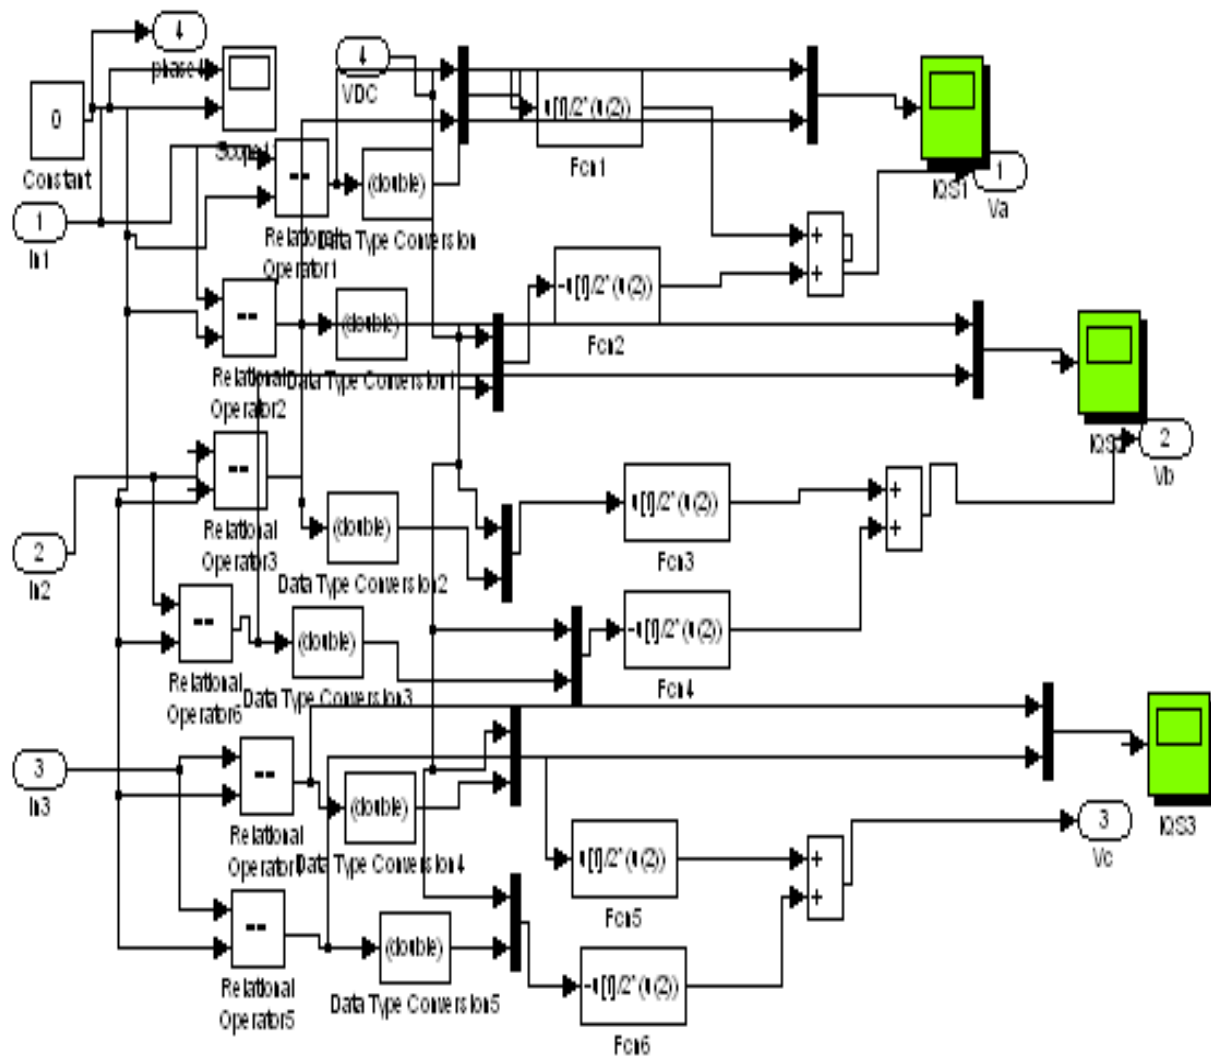 4
phase4
4
VDC
0
Constant
u[1]/2*(u(2))
Fcn1
--
(double)
1
In1
Data Type Conversion
Relational
Operator1
IQS1
1
Va
+
+
-u[1]/2*(u(2))
Fcn2
--
(double)
Data Type Conversion1
Relational
Operator2
2
Vb
--
Relational
Operator3
(double)
Data Type Conversion2
u[1]/2*(u(2))
Fcn3
+
+
2
In2
--
Relational
Operator6
(double)
Data Type Conversion3
-u[1]/2*(u(2))
Fcn4
3
In3
--
Relational
(double)
Data Type Conversion4
IQS3
3
Vc
u[1]/2*(u(2))
Fcn5
+
+
--
Relational
Operator5
(double)
Data Type Conversion5
-u[1]/2*(u(2))
Fcn6